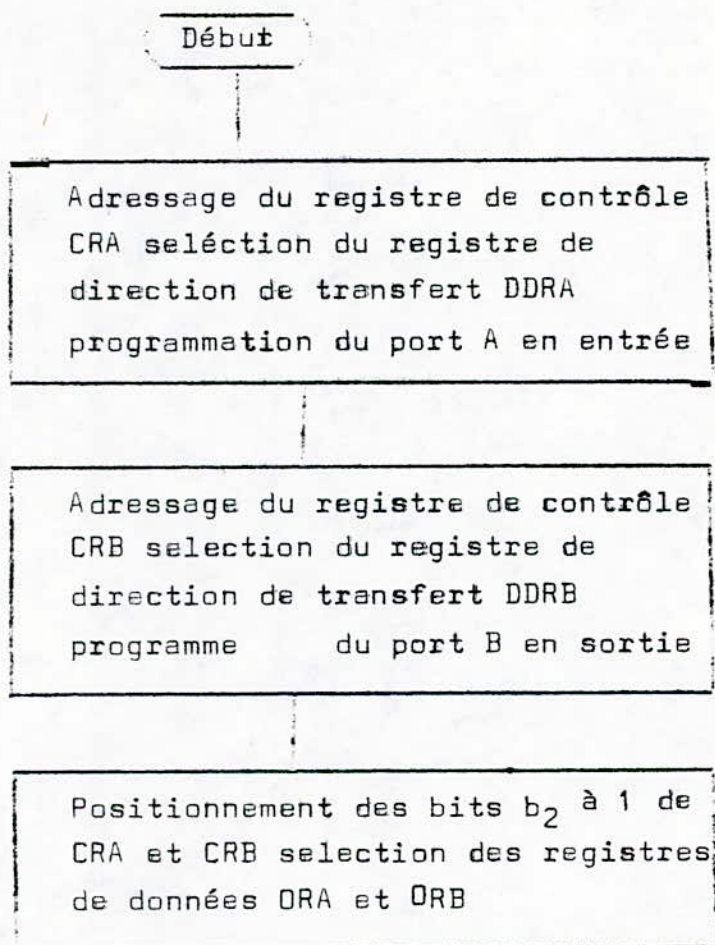 Début
Adressage du registre de contrôle
CRA seléction du registre de
direction de transfert DDRA
programmation du port A en entrée
Adressage du registre de contrôle
CRB selection du registre de
direction de transfert DDRB
programme du port B en sortie
Positionnement des bits b₂ à 1 de
CRA et CRB selection des registres
de données ORA et ORB